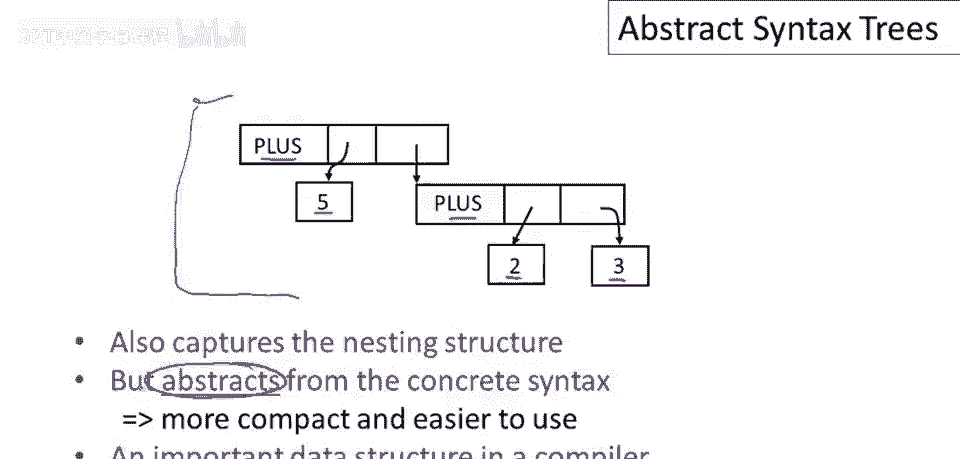 Abstract Syntax Trees
PLUS
5
PLUS
2
3
• Also captures the nesting structure
• But abstracts from the concrete syntax
=> more compact and easier to use
• An important data structure in a compiler